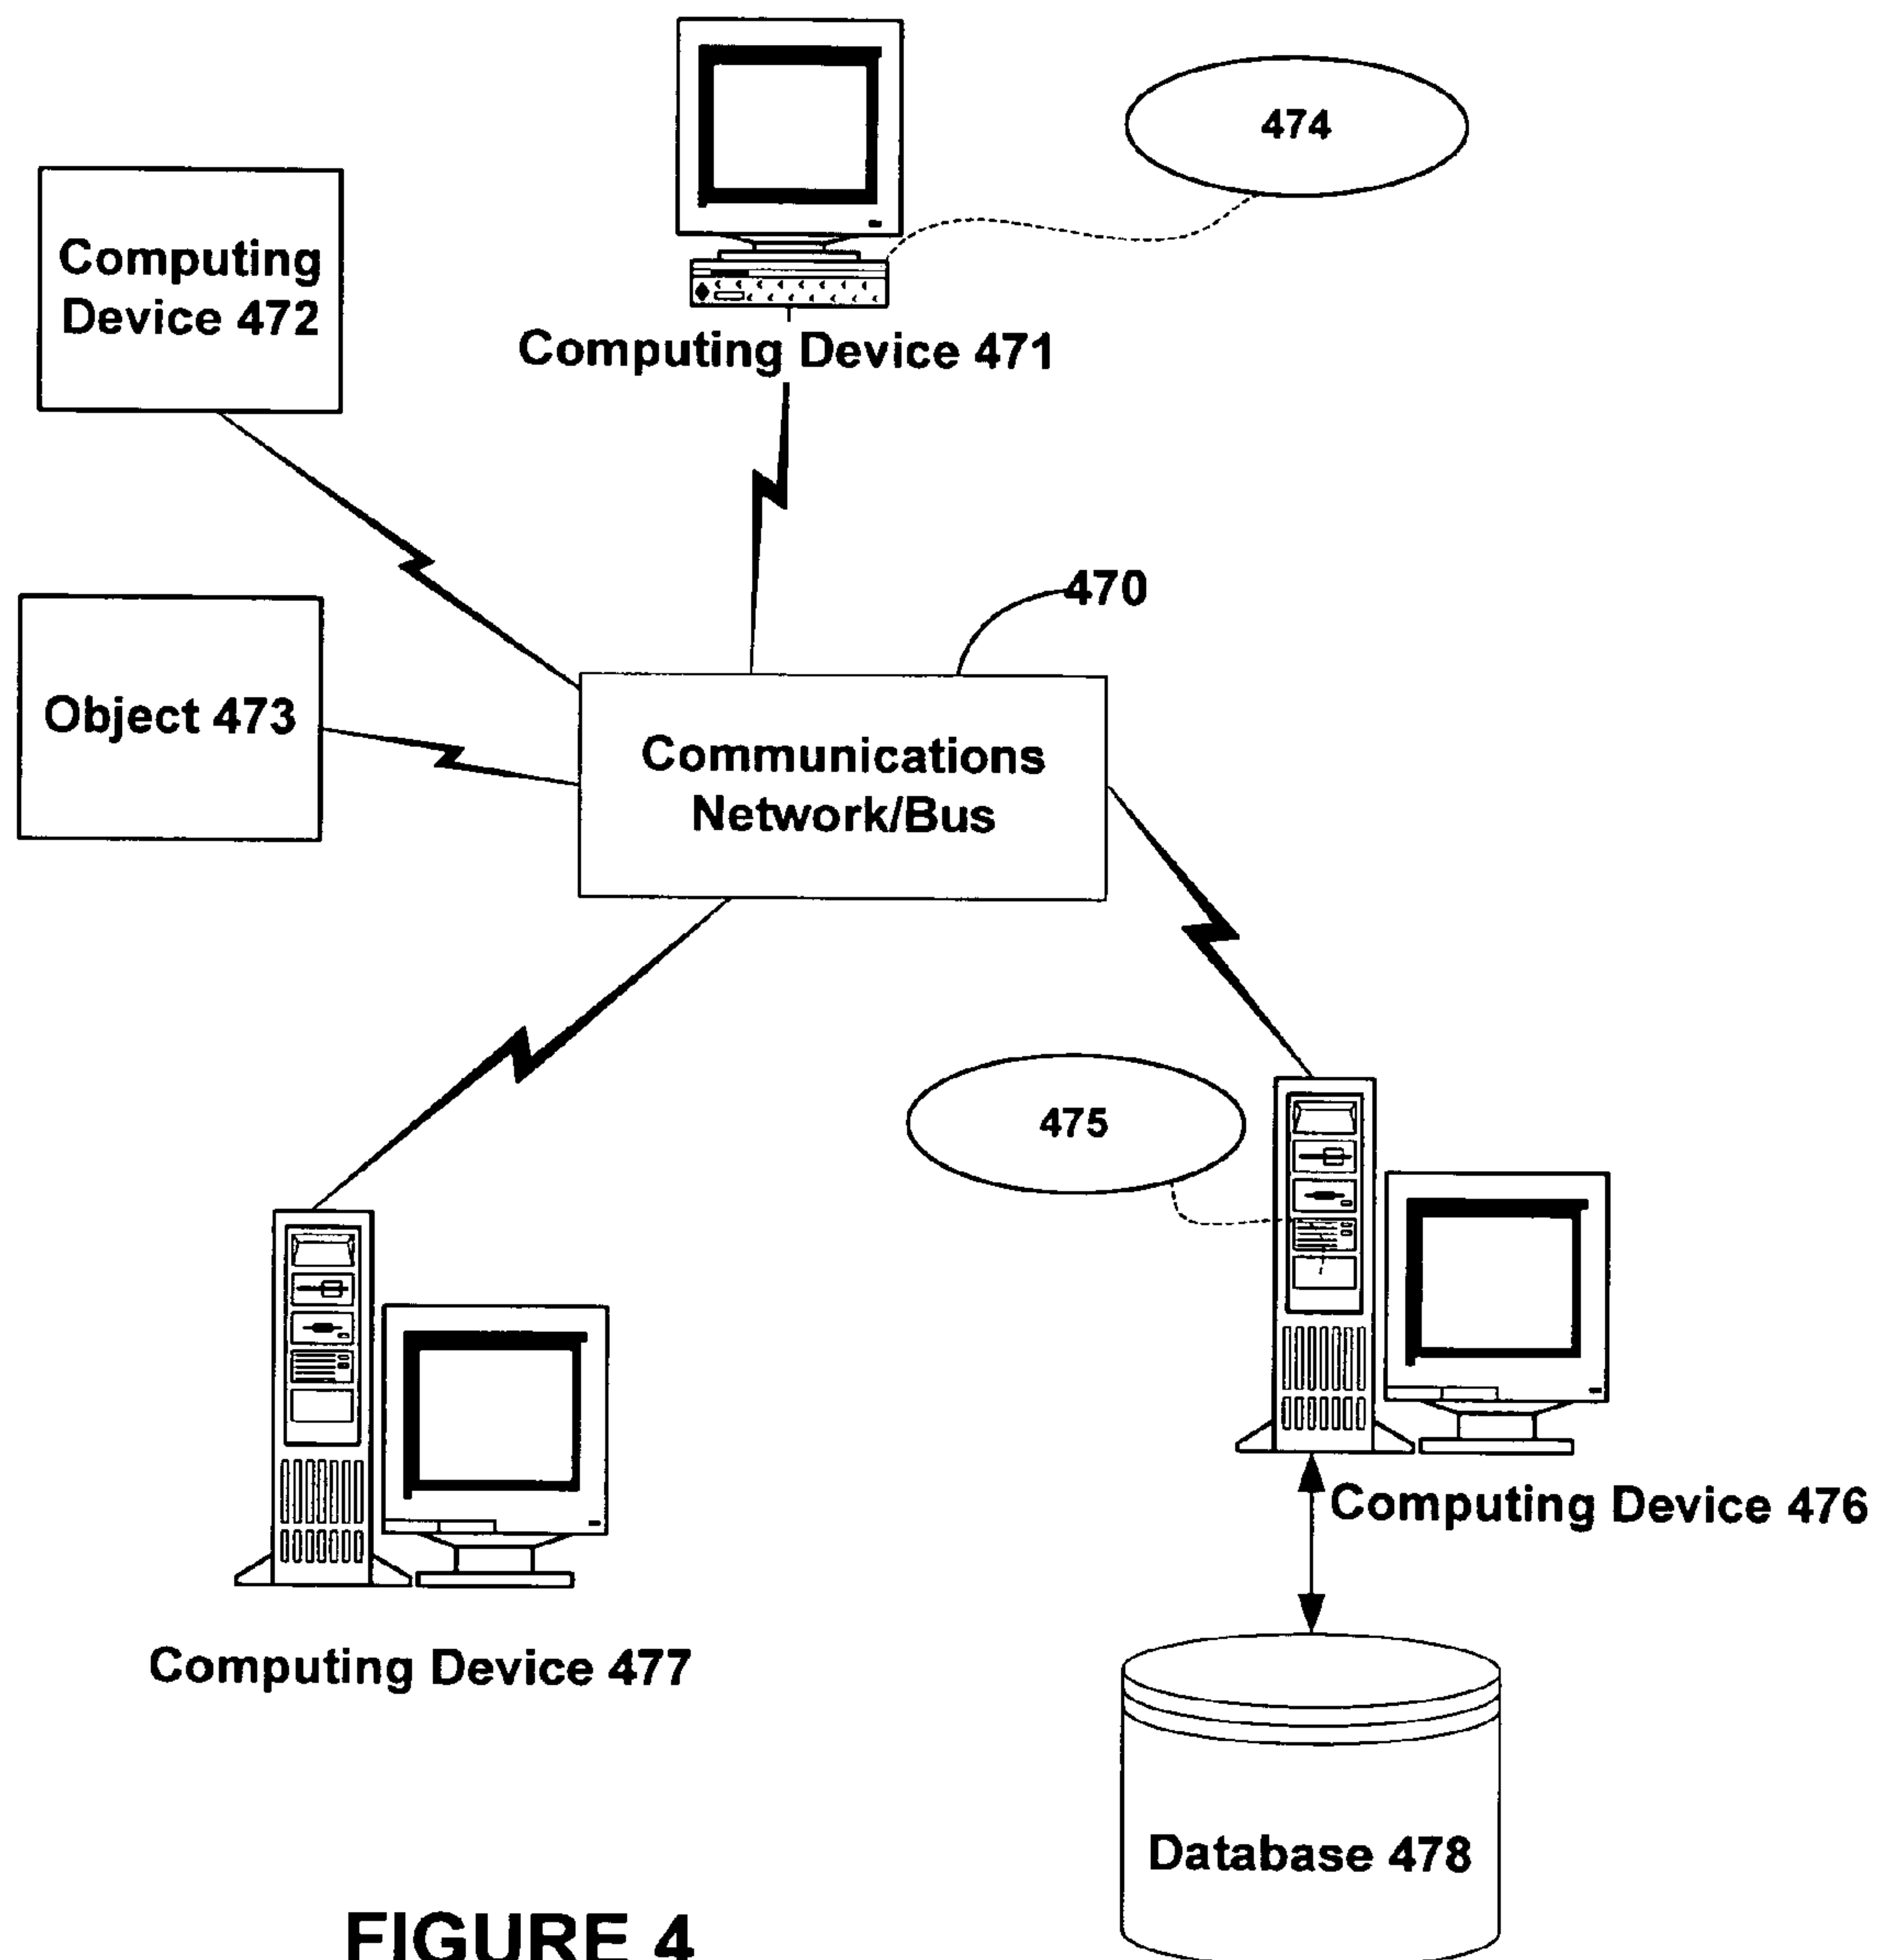 474
Computing
Device 472
Computing Device 471
470
Object 473
Communications
Network/Bus
475
Computing Device 476
Computing Device 477
Database 478
FIGURE 4